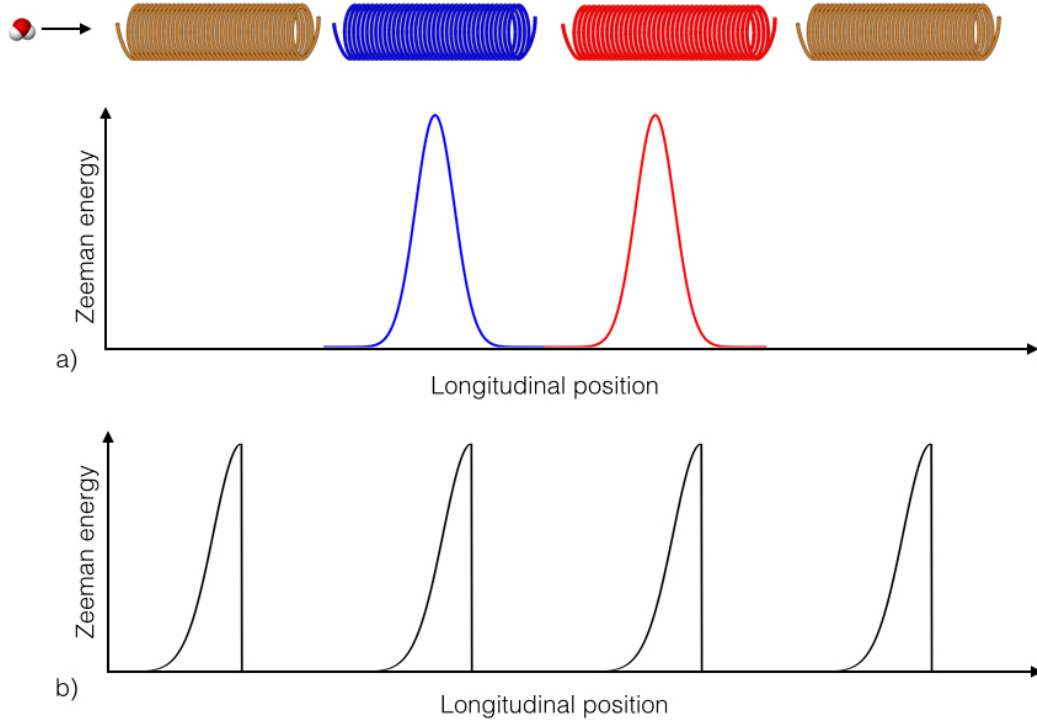 Zeeman energy
a)
Longitudinal position
Zeeman energy
b)
Longitudinal position